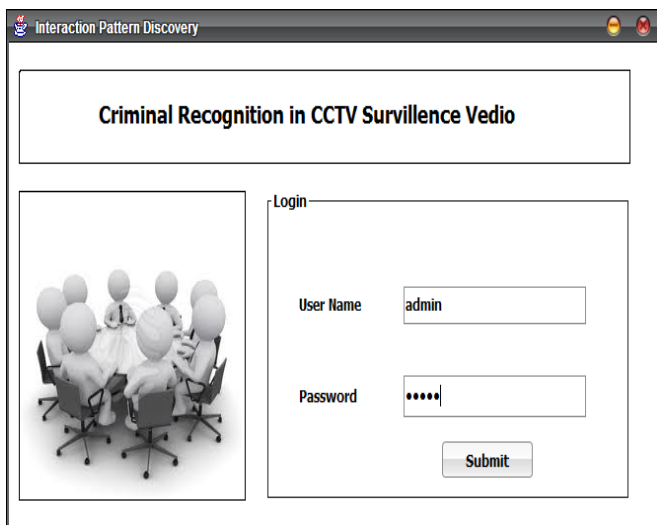 Interaction Pattern Discovery
Criminal Recognition in CCTV Survillence Vedio
Login
User Name
admin
Password
•••••
Submit